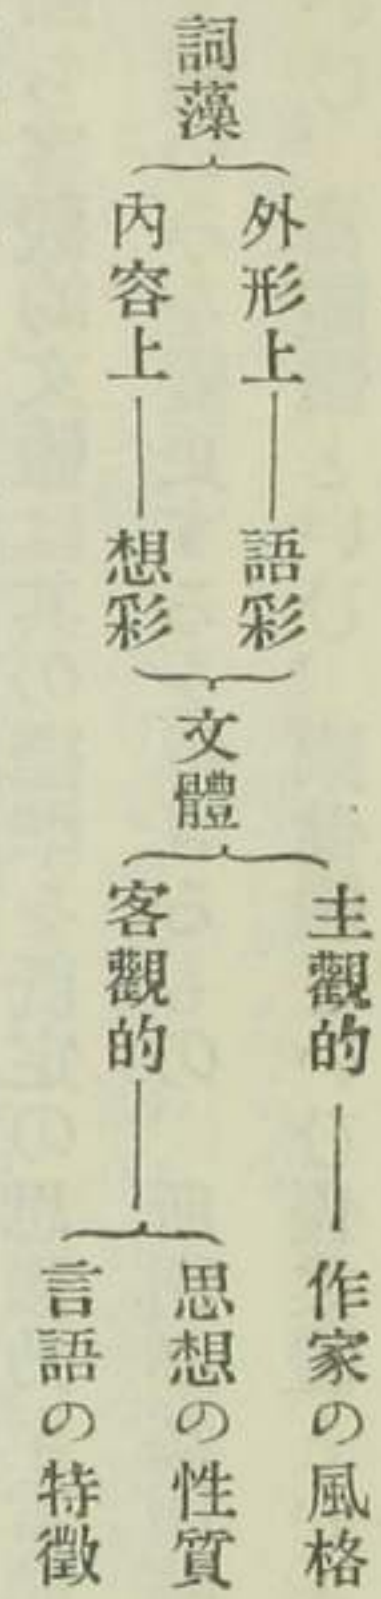 詞藻
外形上――語彩
內容上――想彩
文體
主觀的――作家の風格
客觀的――
思想の性質
言語の特徵